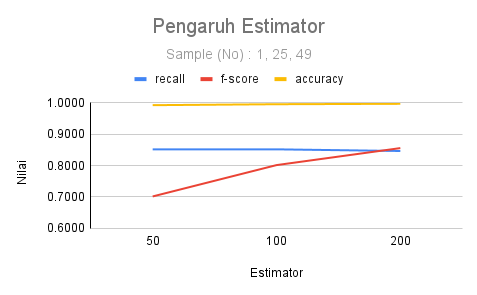 Pengaruh Estimator
Sample (No) : 1, 25, 49
recall f-score accuracy
1.0000
0.9000
0.8000
0.7000
0.6000
Nilai
50 100 200
Estimator